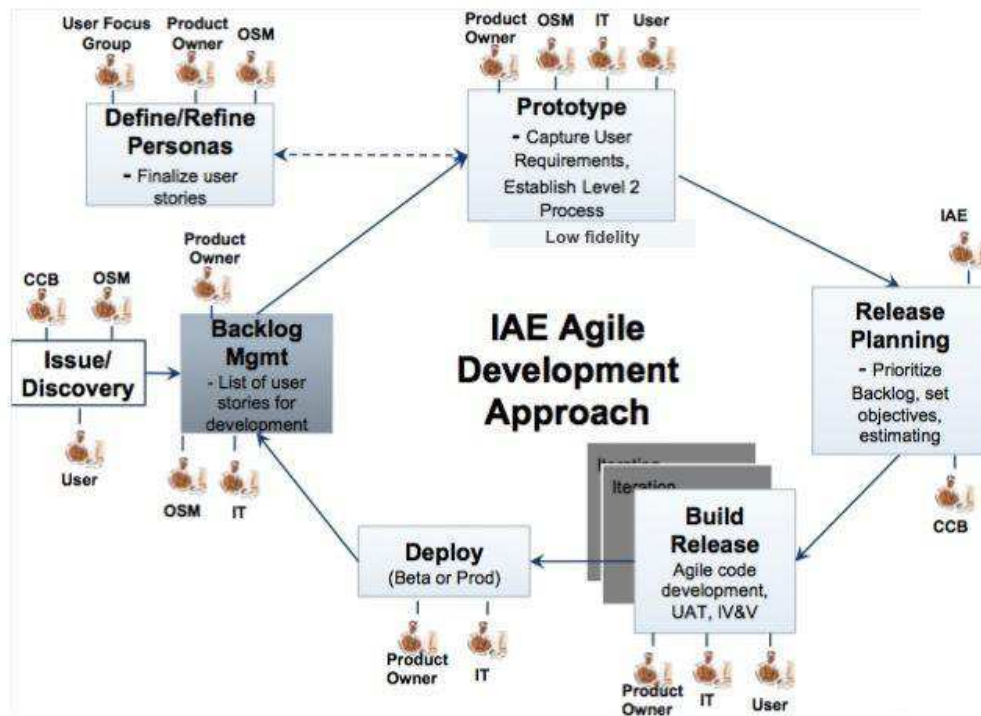 User Focus
Group
Product
Owner
OSM
Define/Refine
Personas
- Finalize user
stories
Product
Owner
OSM
IT
User
Prototype
- Capture User
Requirements,
Establish Level 2
Process
Low fidelity
IAE
Release
Planning
- Prioritize
Backlog, set
objectives,
estimating
CCB
CCB
OSM
Issue/
Discovery
User
Product
Owner
Backlog
Mgmt
- List of user
stories for
development
OSM
IT
IAE Agile
Development
Approach
Iteration
Iteration
Build
Release
Agile code
development,
UAT, IV&V
Product
Owner
IT
User
Deploy
(Beta or Prod)
Product
Owner
IT